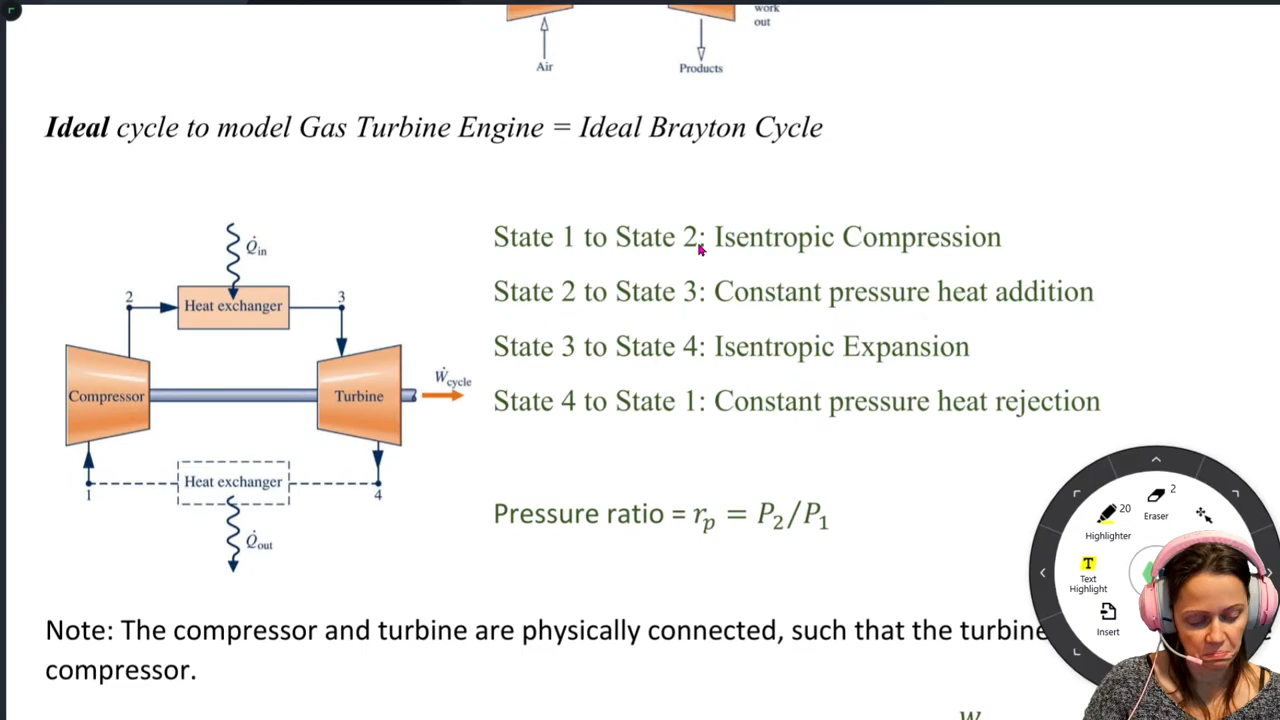 work
out
Air
Products
Ideal cycle to model Gas Turbine Engine = Ideal Brayton Cycle
Q̇in
2
Heat exchanger
3
Compressor
Turbine
Ẇcycle
1
Heat exchanger
4
Q̇out
State 1 to State 2: Isentropic Compression
State 2 to State 3: Constant pressure heat addition
State 3 to State 4: Isentropic Expansion
State 4 to State 1: Constant pressure heat rejection
Pressure ratio = rₚ = P₂/P₁
20
Highlighter
2
Eraser
T
Text
Highlight
Insert
Note: The compressor and turbine are physically connected, such that the turbine
compressor.
W